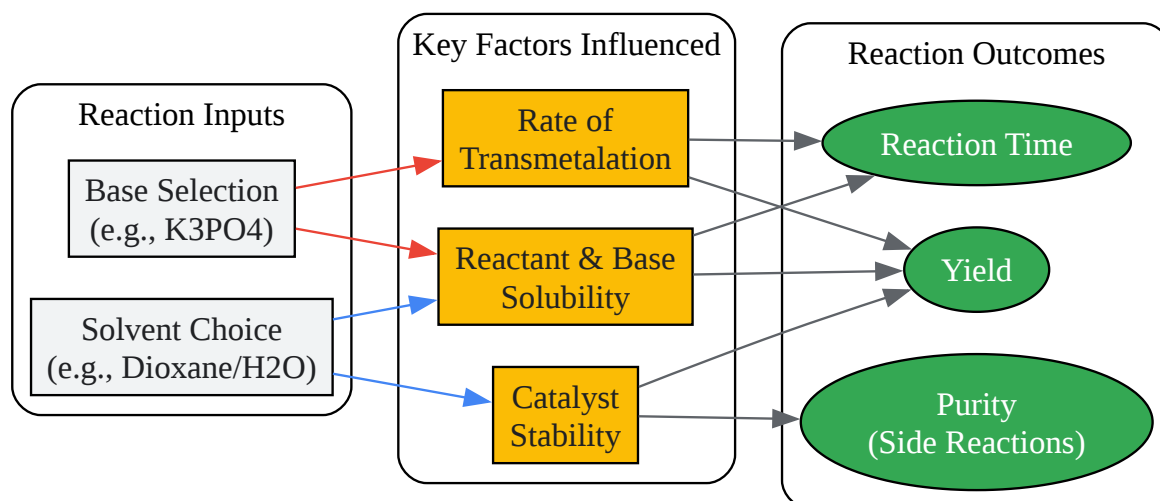 Reaction Inputs
Base Selection
(e.g., K3PO4)
Solvent Choice
(e.g., Dioxane/H2O)
Key Factors Influenced
Rate of
Transmetalation
Reactant & Base
Solubility
Catalyst
Stability
Reaction Outcomes
Reaction Time
Yield
Purity
(Side Reactions)